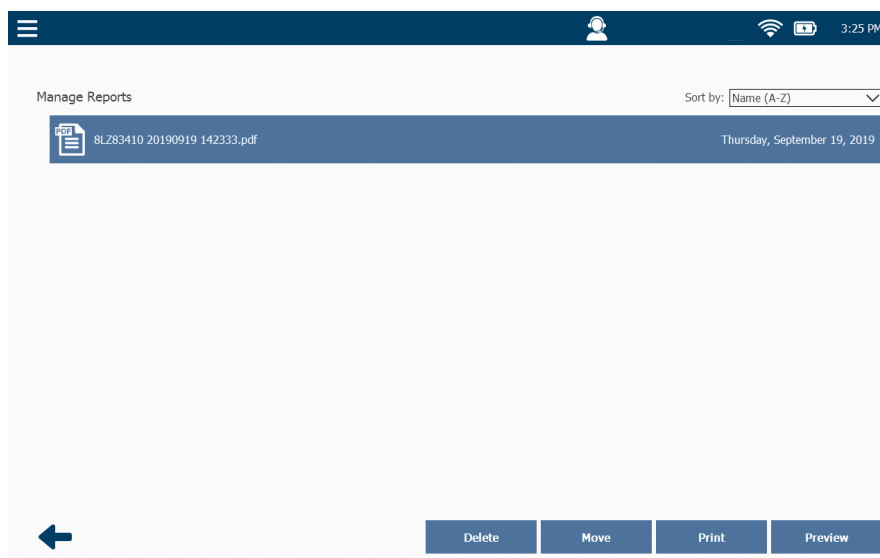 3:25 PM
Manage Reports
Sort by: Name (A-Z)
PDF
8LZ83410 20190919 142333.pdf
Thursday, September 19, 2019
Delete
Move
Print
Preview